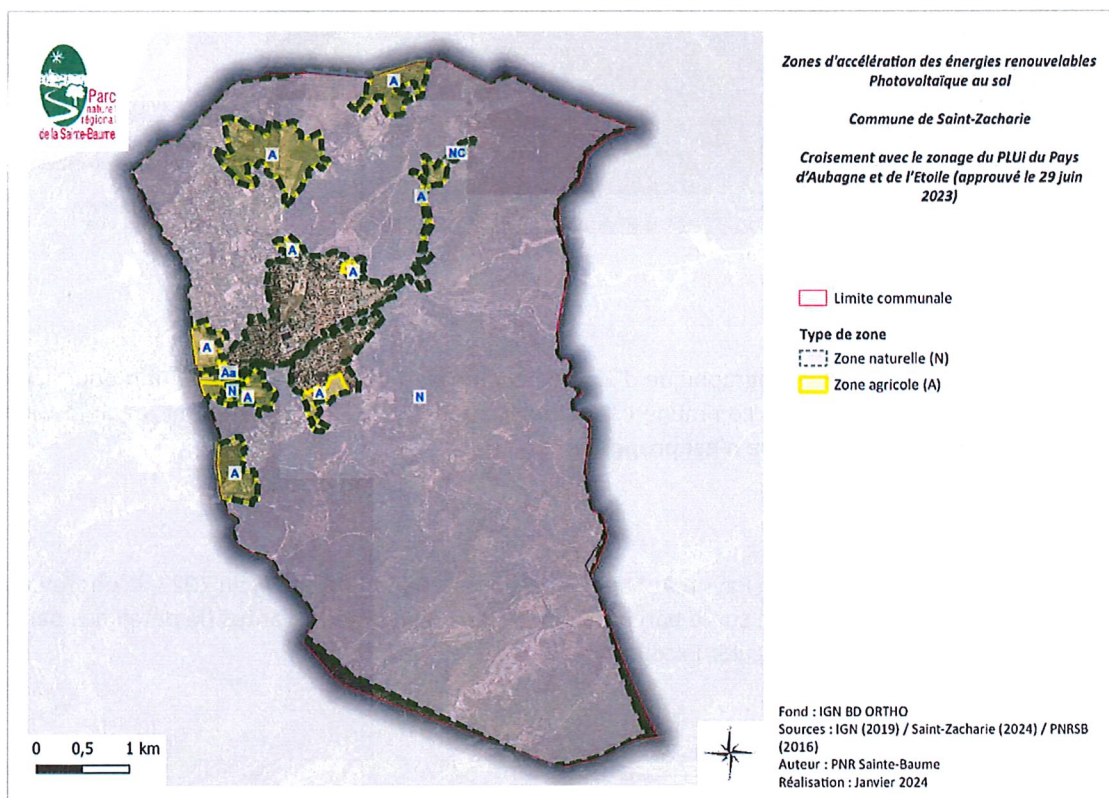 Parc
naturel
régional
de la Sainte-Baume
Zones d'accélération des énergies renouvelables
Photovoltaïque au sol
Commune de Saint-Zacharie
Croisement avec le zonage du PLUi du Pays
d'Aubagne et de l'Etoile (approuvé le 29 juin
2023)
A
A
NC
A
A
A
A
Aa
N
A
A
N
A
Limite communale
Type de zone
Zone naturelle (N)
Zone agricole (A)
0 0,5 1 km
Fond : IGN BD ORTHO
Sources : IGN (2019) / Saint-Zacharie (2024) / PNRSB
(2016)
Auteur : PNR Sainte-Baume
Réalisation : Janvier 2024